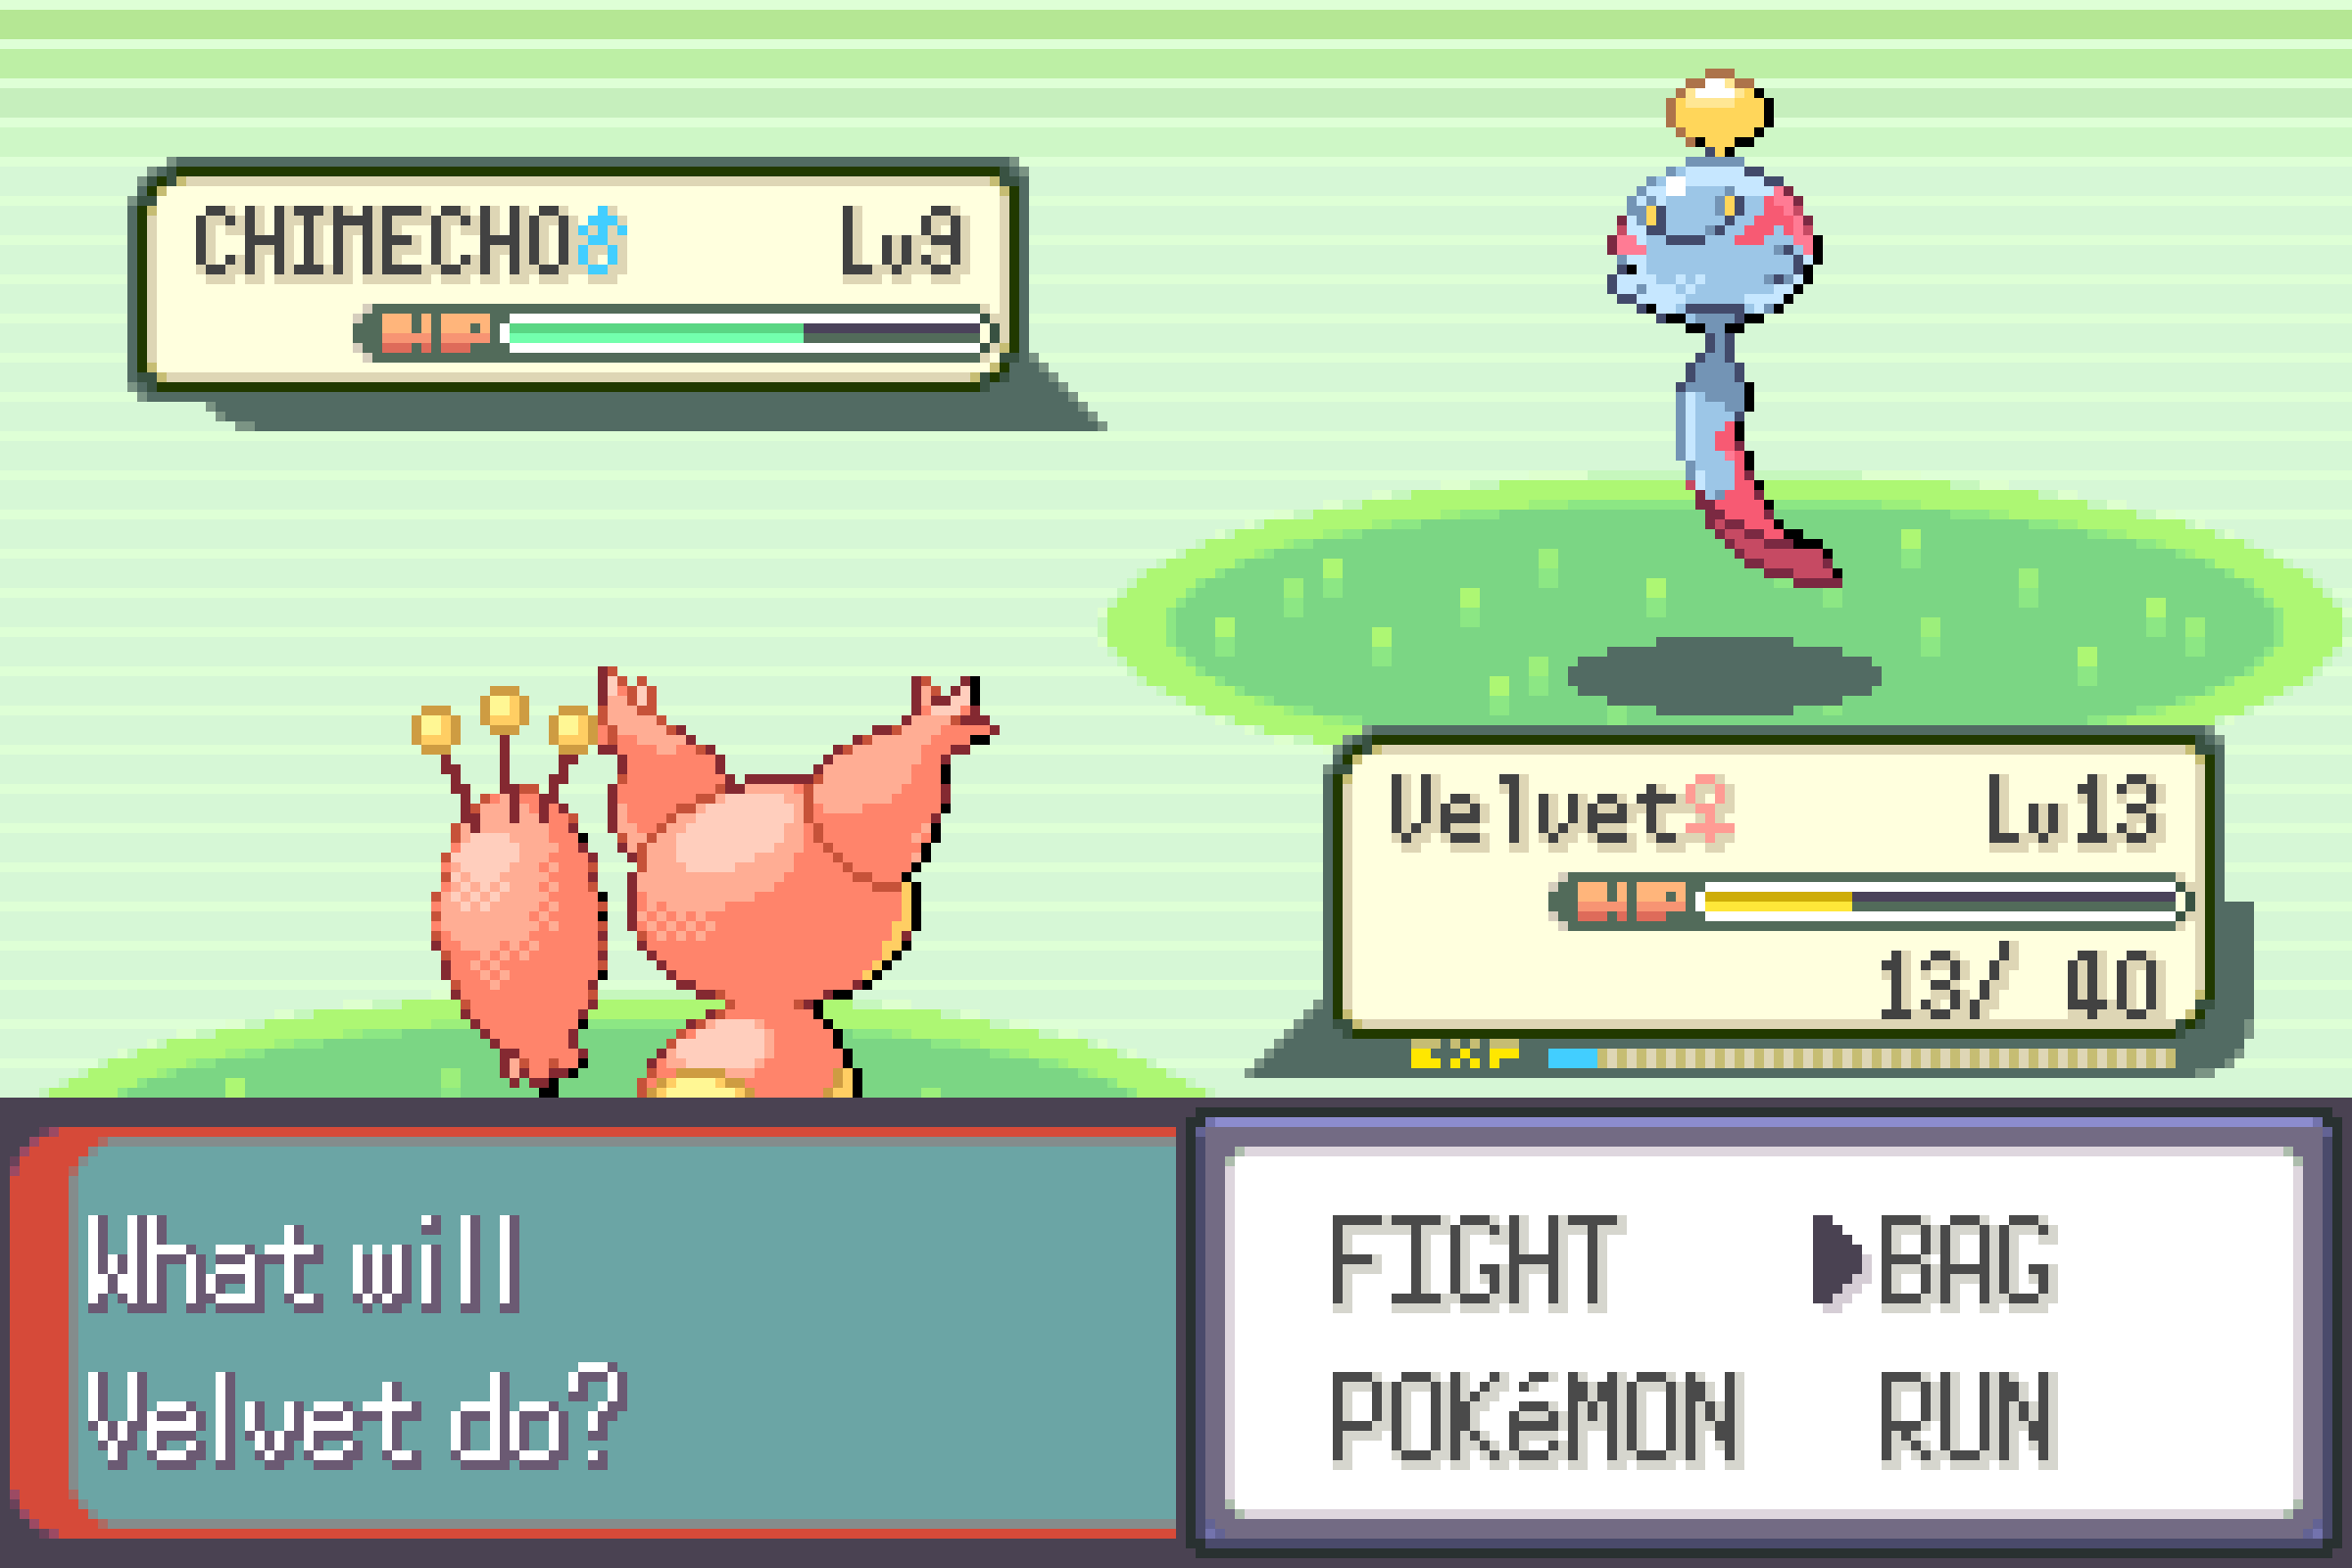 CHIMECHO♂ Lv9
HP
Velvet♀ Lv13
HP
13/ 40
EXP
What will
Velvet do?
FIGHT BAG
POKéMON RUN